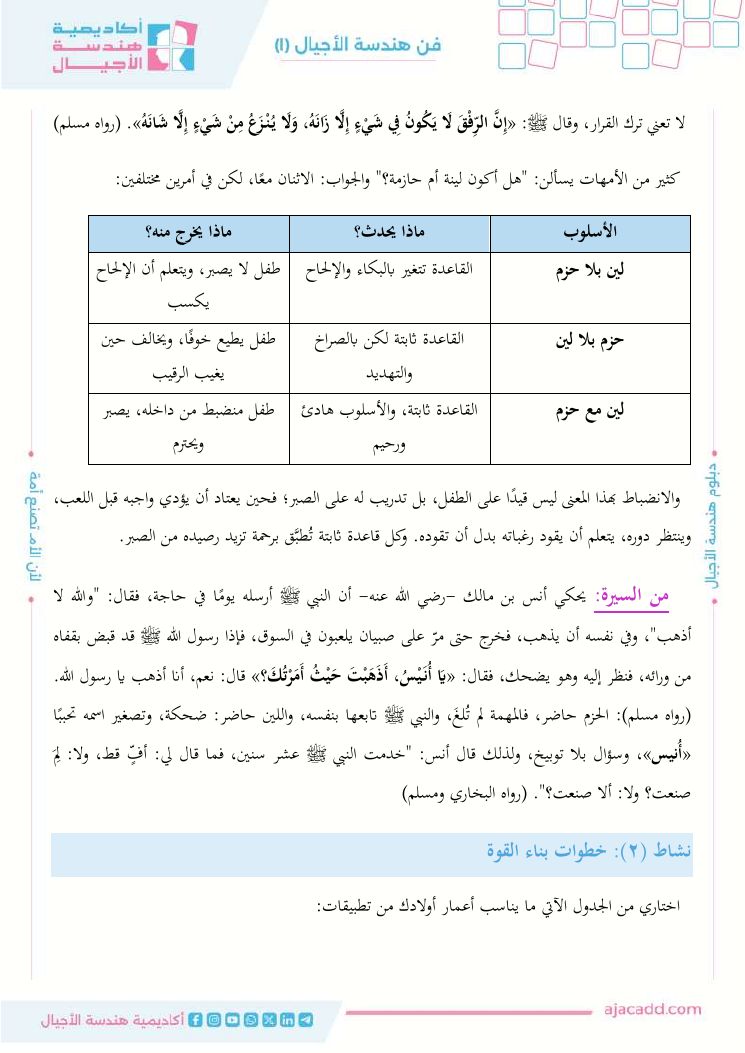 أكاديمية
هندسة
الأجيال
فن هندسة الأجيال (١)
لا تعني ترك القرار، وقال ﷺ: «إِنَّ الرِّفْقَ لَا يَكُونُ فِي شَيْءٍ إِلَّا زَانَهُ، وَلَا يُنْزَعُ مِنْ شَيْءٍ إِلَّا شَانَهُ». (رواه مسلم)
كثير من الأمهات يسألن: "هل أكون لينة أم حازمة؟" والجواب: الاثنان معًا، لكن في أمرين مختلفين:
الأسلوب ماذا يحدث؟ ماذا يخرج منه؟
لين بلا حزم القاعدة تتغير بالبكاء والإلحاح طفل لا يصبر، ويتعلم أن الإلحاح
يكسب
حزم بلا لين القاعدة ثابتة لكن بالصراخ طفل يطيع خوفًا، ويخالف حين
والتهديد يغيب الرقيب
لين مع حزم القاعدة ثابتة، والأسلوب هادئ طفل منضبط من داخله، يصبر
ورحيم ويحترم
والانضباط بهذا المعنى ليس قيدًا على الطفل، بل تدريب له على الصبر؛ فحين يعتاد أن يؤدي واجبه قبل اللعب،
وينتظر دوره، يتعلم أن يقود رغباته بدل أن تقوده. وكل قاعدة ثابتة تُطبَّق برحمة تزيد رصيده من الصبر.
من السيرة: يحكي أنس بن مالك –رضي الله عنه– أن النبي ﷺ أرسله يومًا في حاجة، فقال: "والله لا
أذهب"، وفي نفسه أن يذهب، فخرج حتى مرّ على صبيان يلعبون في السوق، فإذا رسول الله ﷺ قد قبض بقفاه
من ورائه، فنظر إليه وهو يضحك، فقال: «يَا أُنَيْسُ، أَذَهَبْتَ حَيْثُ أَمَرْتُكَ؟» قال: نعم، أنا أذهب يا رسول الله.
(رواه مسلم): الحزم حاضر، فالمهمة لم تُلغَ، والنبي ﷺ تابعها بنفسه، واللين حاضر: ضحكة، وتصغير اسمه تحببًا
«أُنيس»، وسؤال بلا توبيخ، ولذلك قال أنس: "خدمت النبي ﷺ عشر سنين، فما قال لي: أفٍّ قط، ولا: لِمَ
صنعت؟ ولا: ألا صنعت؟". (رواه البخاري ومسلم)
نشاط (٢): خطوات بناء القوة
اختاري من الجدول الآتي ما يناسب أعمار أولادك من تطبيقات:
دبلوم هندسة الأجيال
لأن الأم تصنع أمة
ajacadd.com
أكاديمية هندسة الأجيال